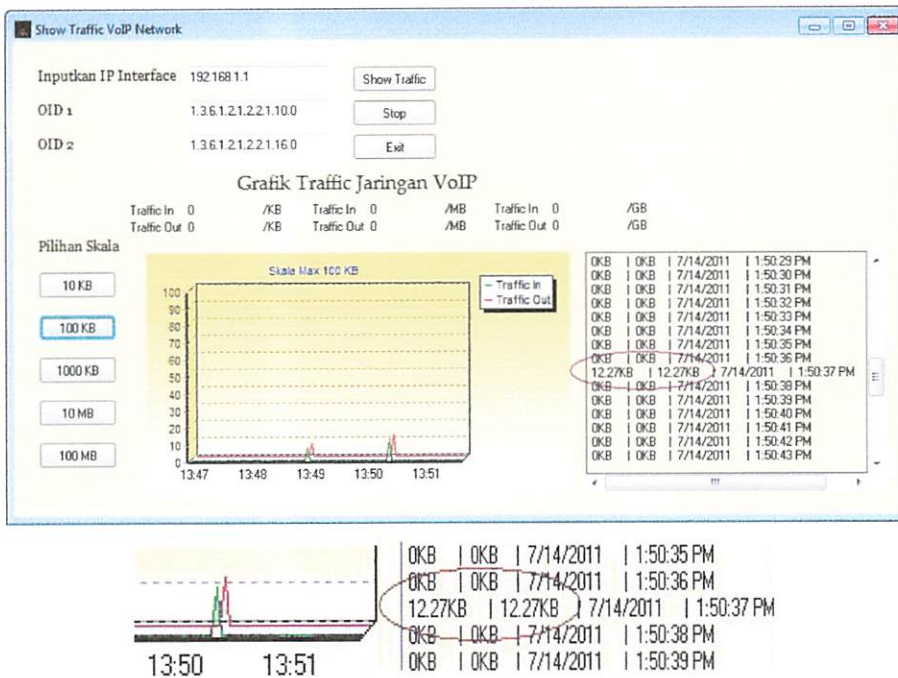 Show Traffic VoIP Network
Inputkan IP Interface 192.168.1.1 Show Traffic
OID 1 1.3.6.1.2.1.2.2.1.10.0 Stop
OID 2 1.3.6.1.2.1.2.2.1.16.0 Exit
Grafik Traffic Jaringan VoIP
Traffic In 0 /KB Traffic In 0 /MB Traffic In 0 /GB
Traffic Out 0 /KB Traffic Out 0 /MB Traffic Out 0 /GB
Pilihan Skala
10 KB
100 KB
1000 KB
10 MB
100 MB
Skala Max 100 KB
Traffic In
Traffic Out
100
90
80
70
60
50
40
30
20
10
0
13:47 13:48 13:49 13:50 13:51
0KB | 0KB | 7/14/2011 | 1:50:29 PM
0KB | 0KB | 7/14/2011 | 1:50:30 PM
0KB | 0KB | 7/14/2011 | 1:50:31 PM
0KB | 0KB | 7/14/2011 | 1:50:32 PM
0KB | 0KB | 7/14/2011 | 1:50:33 PM
0KB | 0KB | 7/14/2011 | 1:50:34 PM
0KB | 0KB | 7/14/2011 | 1:50:35 PM
0KB | 0KB | 7/14/2011 | 1:50:36 PM
12.27KB | 12.27KB | 7/14/2011 | 1:50:37 PM
0KB | 0KB | 7/14/2011 | 1:50:38 PM
0KB | 0KB | 7/14/2011 | 1:50:39 PM
0KB | 0KB | 7/14/2011 | 1:50:40 PM
0KB | 0KB | 7/14/2011 | 1:50:41 PM
0KB | 0KB | 7/14/2011 | 1:50:42 PM
0KB | 0KB | 7/14/2011 | 1:50:43 PM
13:50 13:51
0KB | 0KB | 7/14/2011 | 1:50:35 PM
0KB | 0KB | 7/14/2011 | 1:50:36 PM
12.27KB | 12.27KB | 7/14/2011 | 1:50:37 PM
0KB | 0KB | 7/14/2011 | 1:50:38 PM
0KB | 0KB | 7/14/2011 | 1:50:39 PM